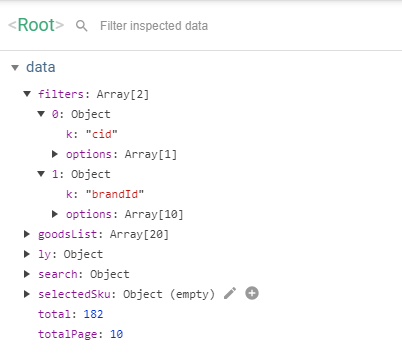 <Root> Filter inspected data
data
filters: Array[2]
0: Object
k: "cid"
options: Array[1]
1: Object
k: "brandId"
options: Array[10]
goodsList: Array[20]
ly: Object
search: Object
selectedSku: Object (empty)
total: 182
totalPage: 10